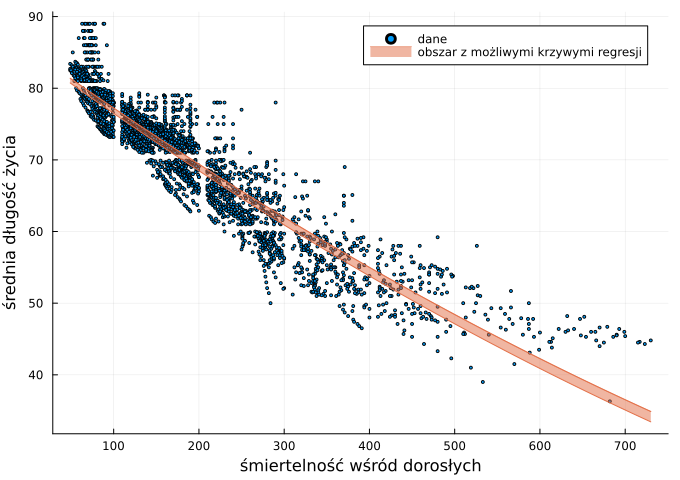 90
80
70
60
50
40
100 200 300 400 500 600 700
średnia długość życia
śmiertelność wśród dorosłych
dane
obszar z możliwymi krzywymi regresji